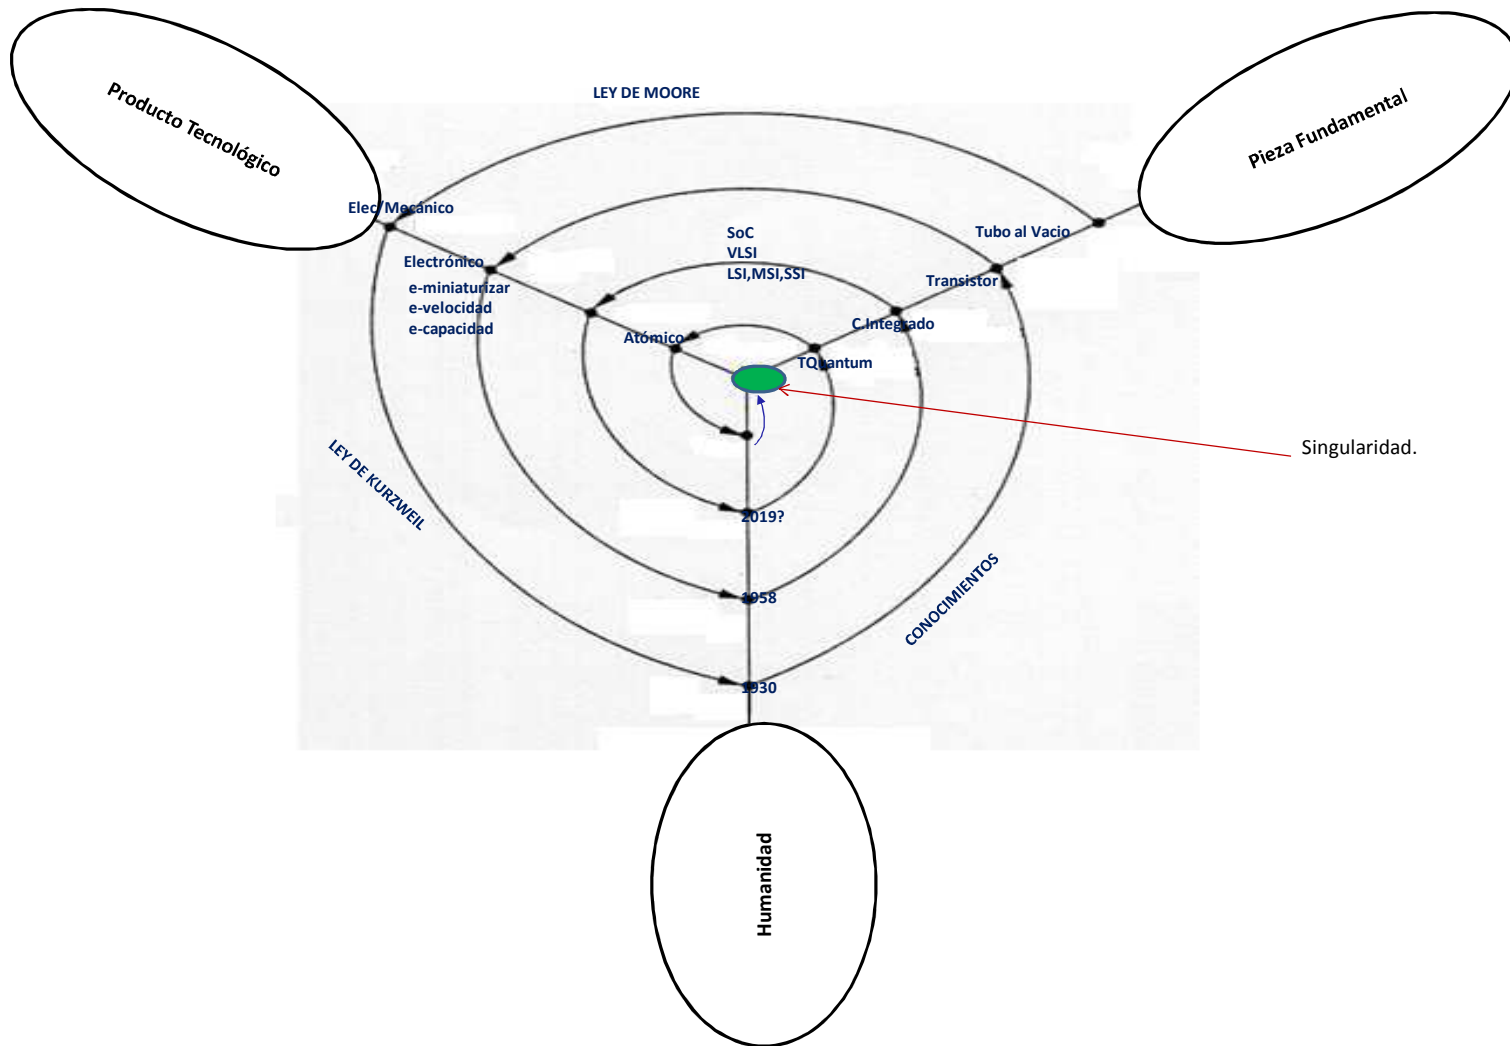 Producto Tecnológico
LEY DE MOORE
Pieza Fundamental
Elec/Mecánico
Tubo al Vacio
SoC
VLSI
LSI,MSI,SSI
Electrónico
e-miniaturizar
e-velocidad
e-capacidad
Transistor
C.Integrado
Atómico
TQuantum
Singularidad.
LEY DE KURZWEIL
2019?
CONOCIMIENTOS
1958
1930
Humanidad